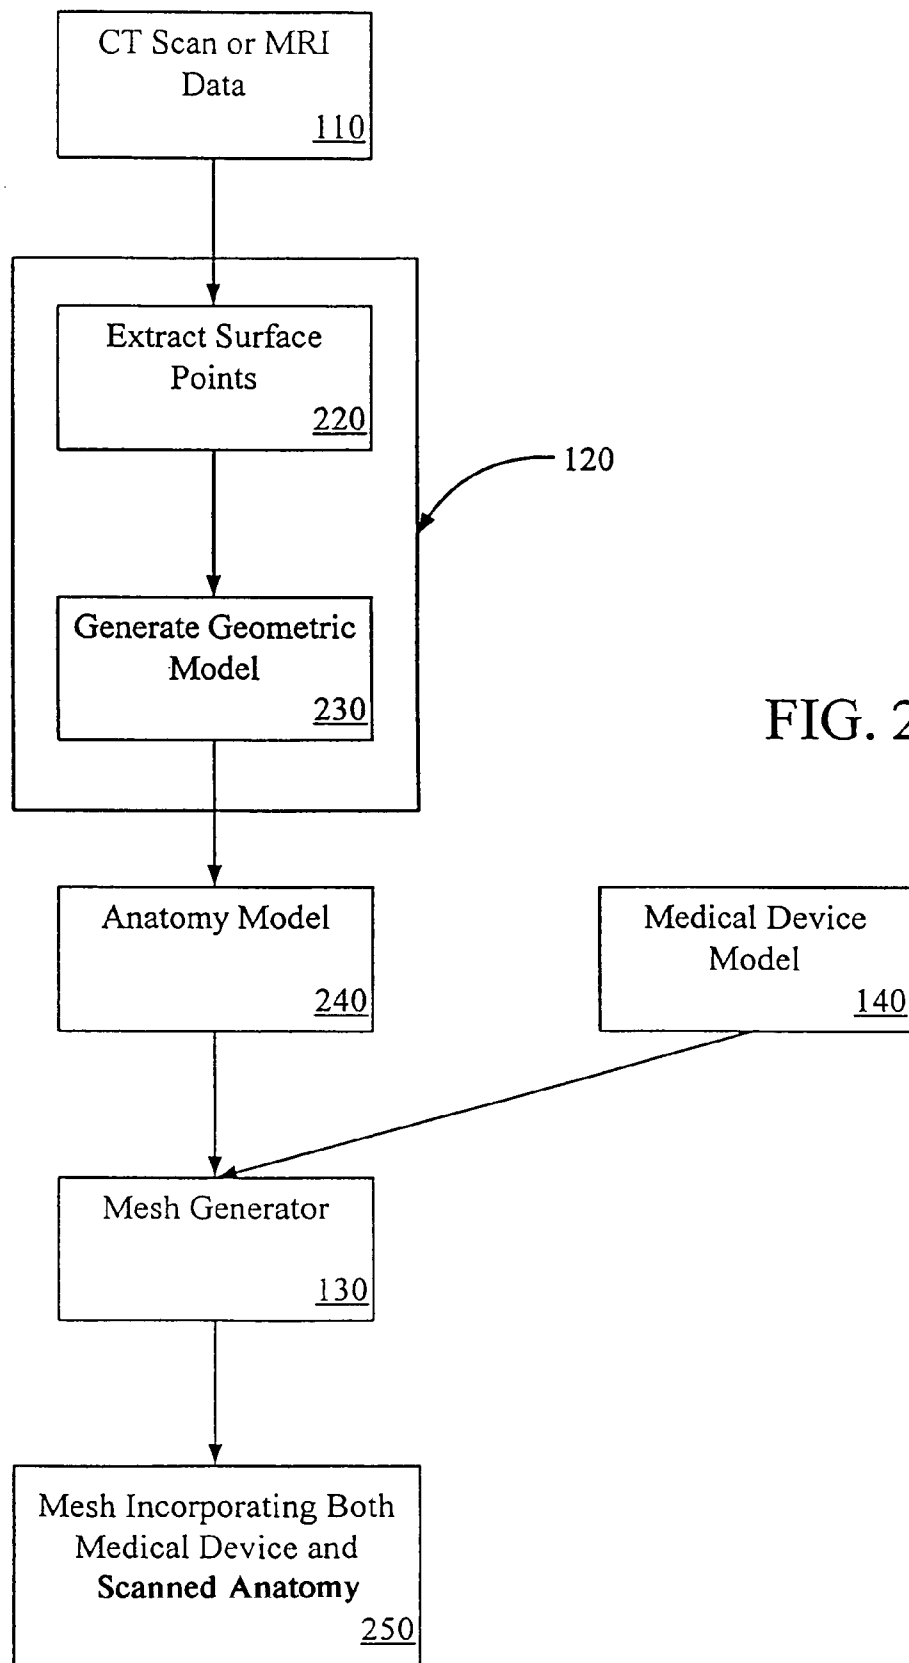 CT Scan or MRI
Data
110
Extract Surface
Points
220
120
Generate Geometric
Model
230
FIG. 2
Anatomy Model
240
Medical Device
Model
140
Mesh Generator
130
Mesh Incorporating Both
Medical Device and
Scanned Anatomy
250